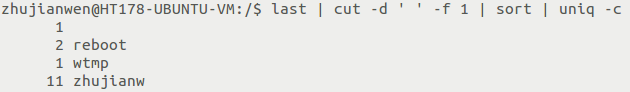 zhujianwen@HT178-UBUNTU-VM:/$ last | cut -d ' ' -f 1 | sort | uniq -c
      1
      2 reboot
      1 wtmp
     11 zhujianw